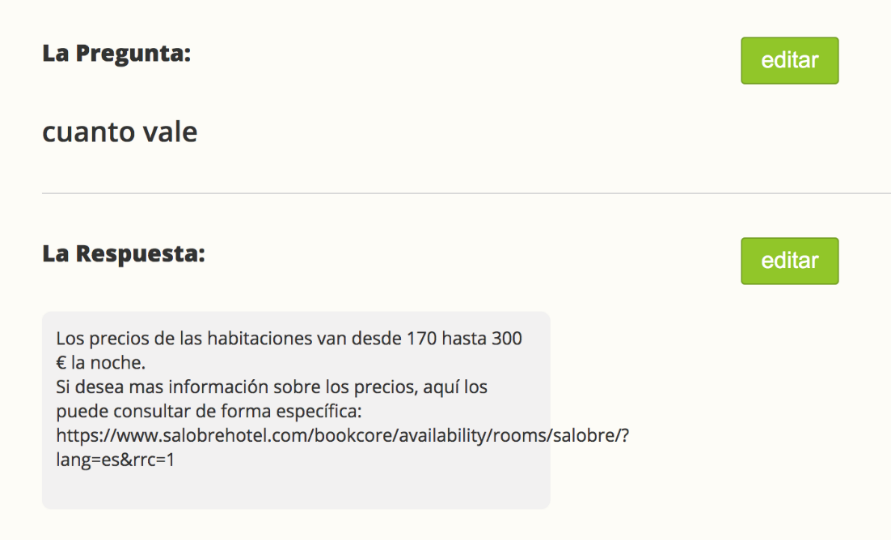 La Pregunta:
editar
cuanto vale
La Respuesta:
editar
Los precios de las habitaciones van desde 170 hasta 300
€ la noche.
Si desea mas información sobre los precios, aquí los
puede consultar de forma específica:
https://www.salobrehotel.com/bookcore/availability/rooms/salobre/?
lang=es&rrc=1